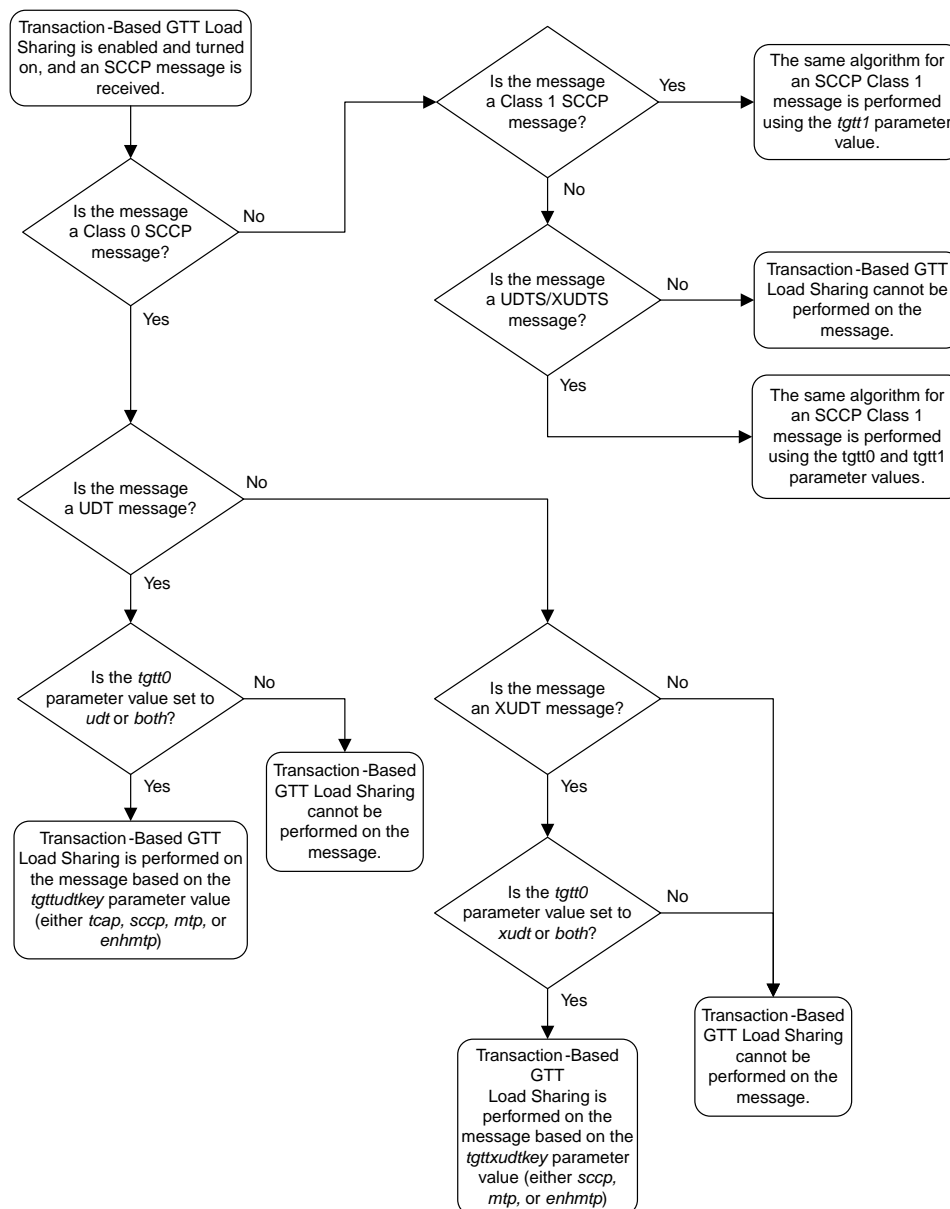 Transaction-Based GTT Load
Sharing is enabled and turned
on, and an SCCP message is
received.
Is the message
a Class 1 SCCP
message?
Yes
The same algorithm for
an SCCP Class 1
message is performed
using the tgtt1 parameter
value.
No
Is the message
a Class 0 SCCP
message?
No
Yes
Is the message
a UDTS/XUDTS
message?
No
Transaction-Based GTT
Load Sharing cannot be
performed on the
message.
Yes
The same algorithm for
an SCCP Class 1
message is performed
using the tgtt0 and tgtt1
parameter values.
Is the message
a UDT message?
No
Yes
Is the tgtt0
parameter value set to
udt or both?
No
Yes
Transaction-Based
GTT Load Sharing
cannot be
performed on the
message.
Transaction-Based GTT
Load Sharing is performed on
the message based on the
tgttudtkey parameter value
(either tcap, sccp, mtp, or
enhmtp)
Is the message
an XUDT message?
No
Yes
Is the tgtt0
parameter value set to
xudt or both?
No
Yes
Transaction-Based
GTT Load Sharing
cannot be
performed on the
message.
Transaction-Based
GTT
Load Sharing is
performed on the
message based on the
tgttxudtkey parameter
value (either sccp,
mtp, or enhmtp)